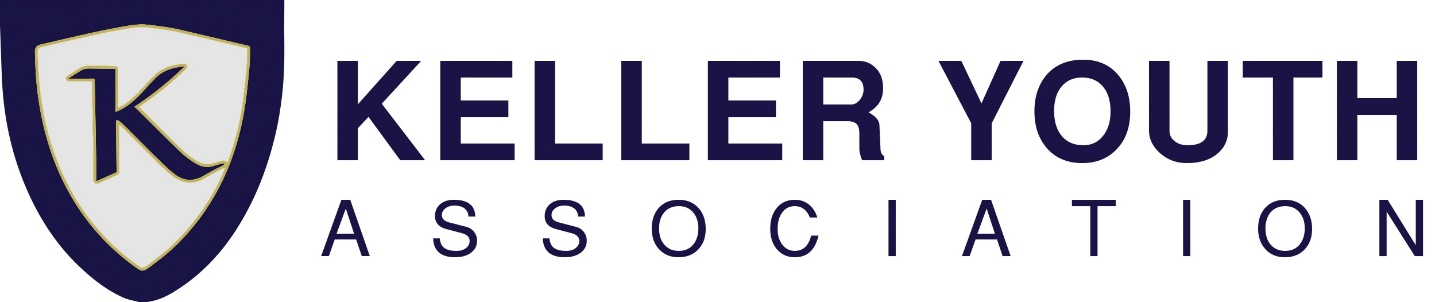 K
KELLER YOUTH
ASSOCIATION